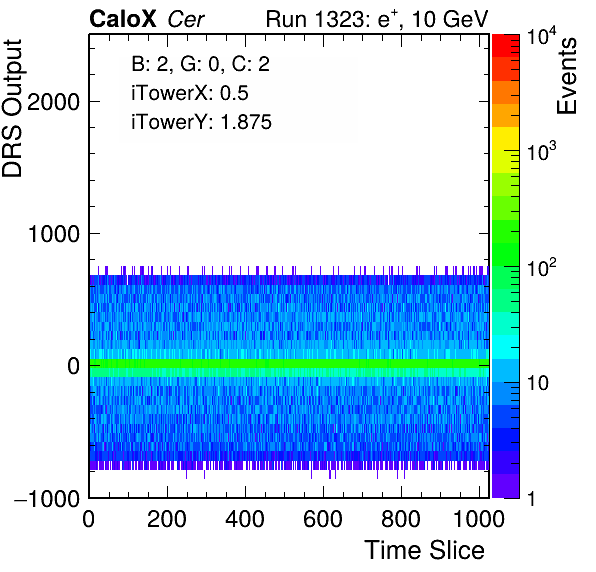 CaloX Cer
Run 1323: e⁺, 10 GeV
B: 2, G: 0, C: 2
iTowerX: 0.5
iTowerY: 1.875
DRS Output
2000
1000
0
−1000
0 200 400 600 800 1000
Time Slice
10⁴
10³
10²
10
1
Events